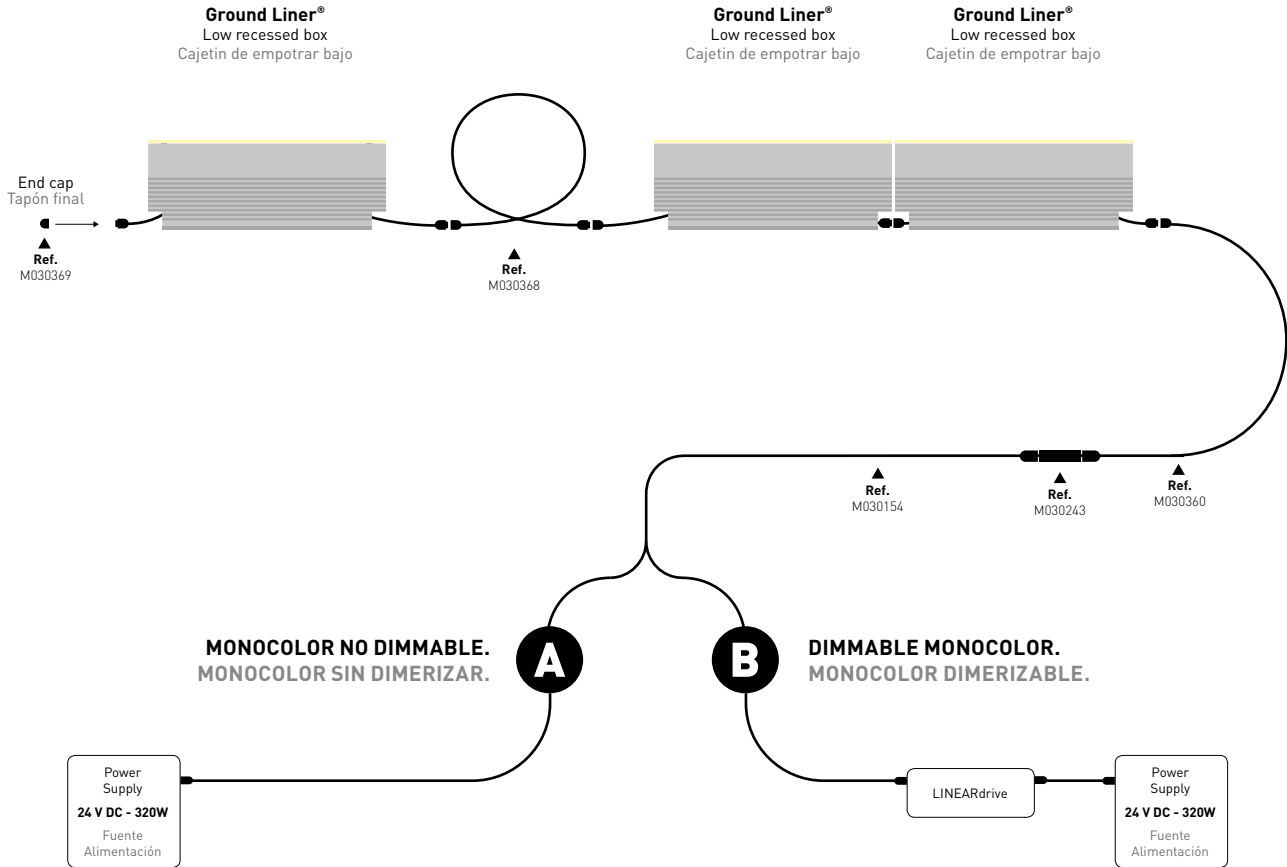 Ground Liner®
Low recessed box
Cajetin de empotrar bajo
Ground Liner®
Low recessed box
Cajetin de empotrar bajo
Ground Liner®
Low recessed box
Cajetin de empotrar bajo
End cap
Tapón final
Ref.
M030369
Ref.
M030368
Ref.
M030154
Ref.
M030243
Ref.
M030360
MONOCOLOR NO DIMMABLE.
MONOCOLOR SIN DIMERIZAR.
A
B
DIMMABLE MONOCOLOR.
MONOCOLOR DIMERIZABLE.
Power
Supply
24 V DC - 320W
Fuente
Alimentación
LINEARdrive
Power
Supply
24 V DC - 320W
Fuente
Alimentación